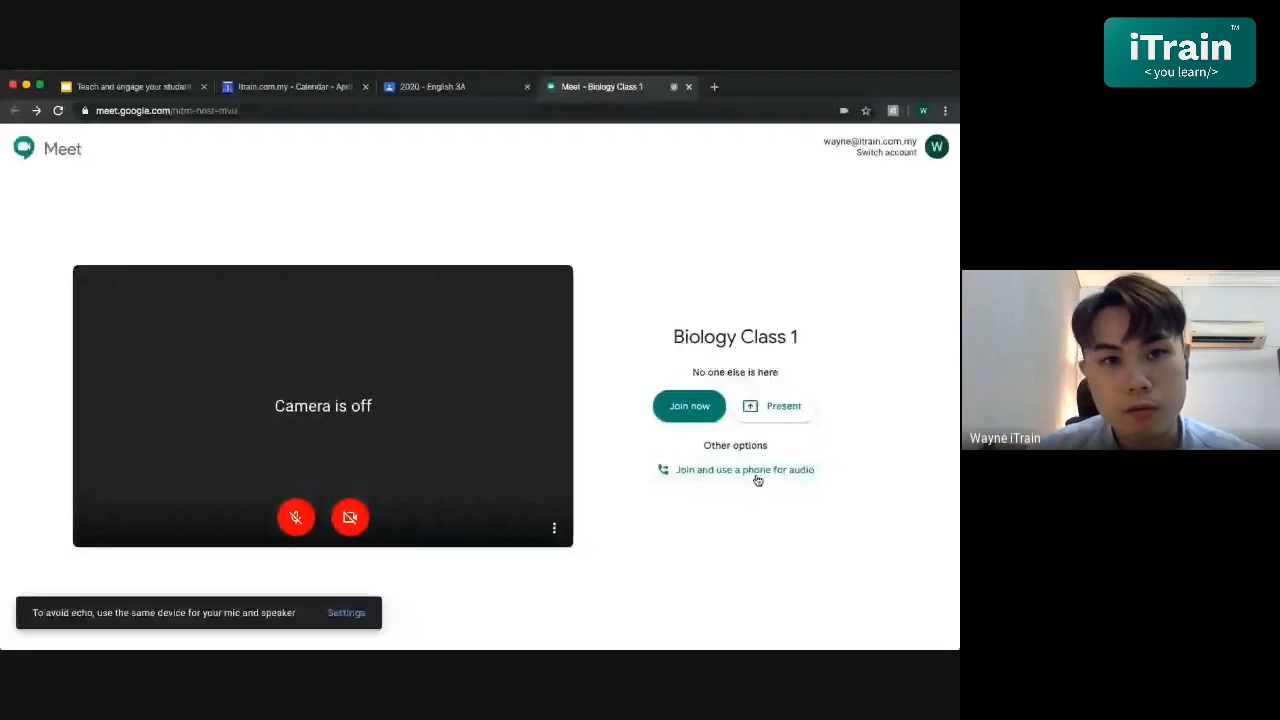 iTrain™
< you learn/>
Teach and engage your studen
Itrain.com.my - Calendar - Apri
2020 - English 3A
Meet - Biology Class 1
meet.google.com/
Meet
wayne@itrain.com.my
Switch account
W
W
Camera is off
Biology Class 1
No one else is here
Join now
Present
Other options
Join and use a phone for audio
To avoid echo, use the same device for your mic and speaker
Settings
Wayne iTrain